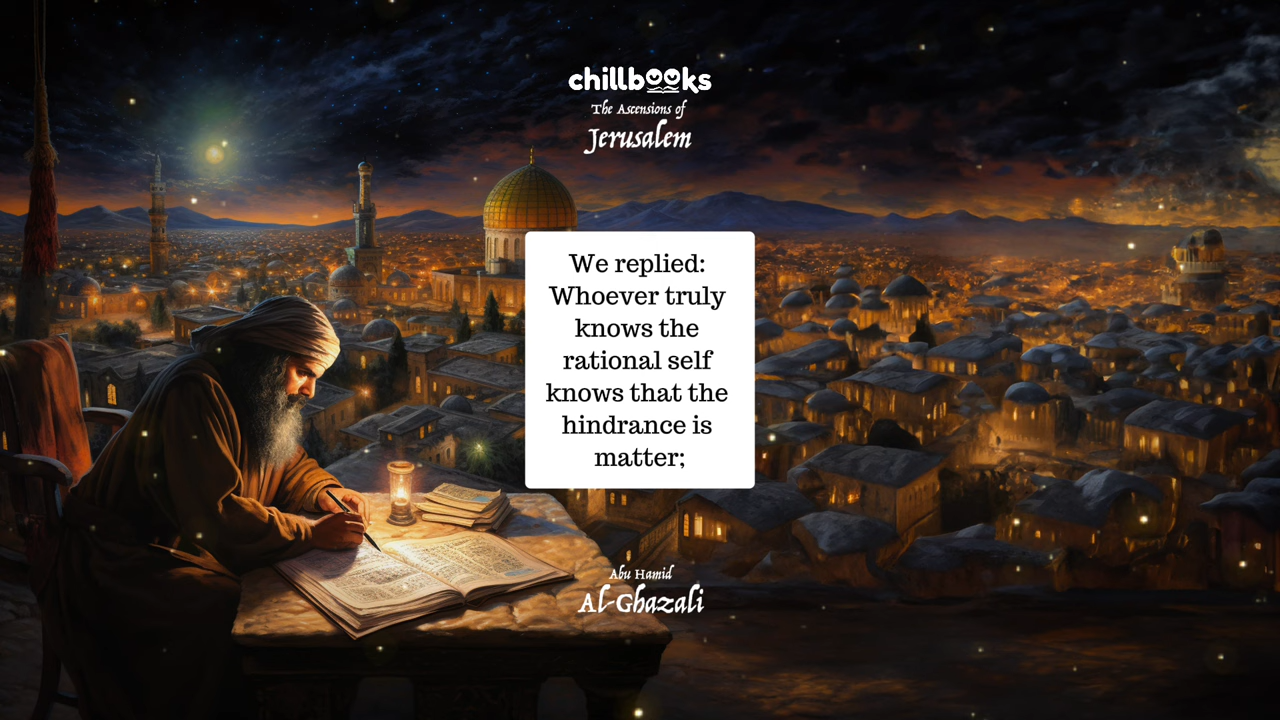 chillbooks
The Ascensions of
Jerusalem
We replied:
Whoever truly
knows the
rational self
knows that the
hindrance is
matter;
Abu Hamid
Al-Ghazali